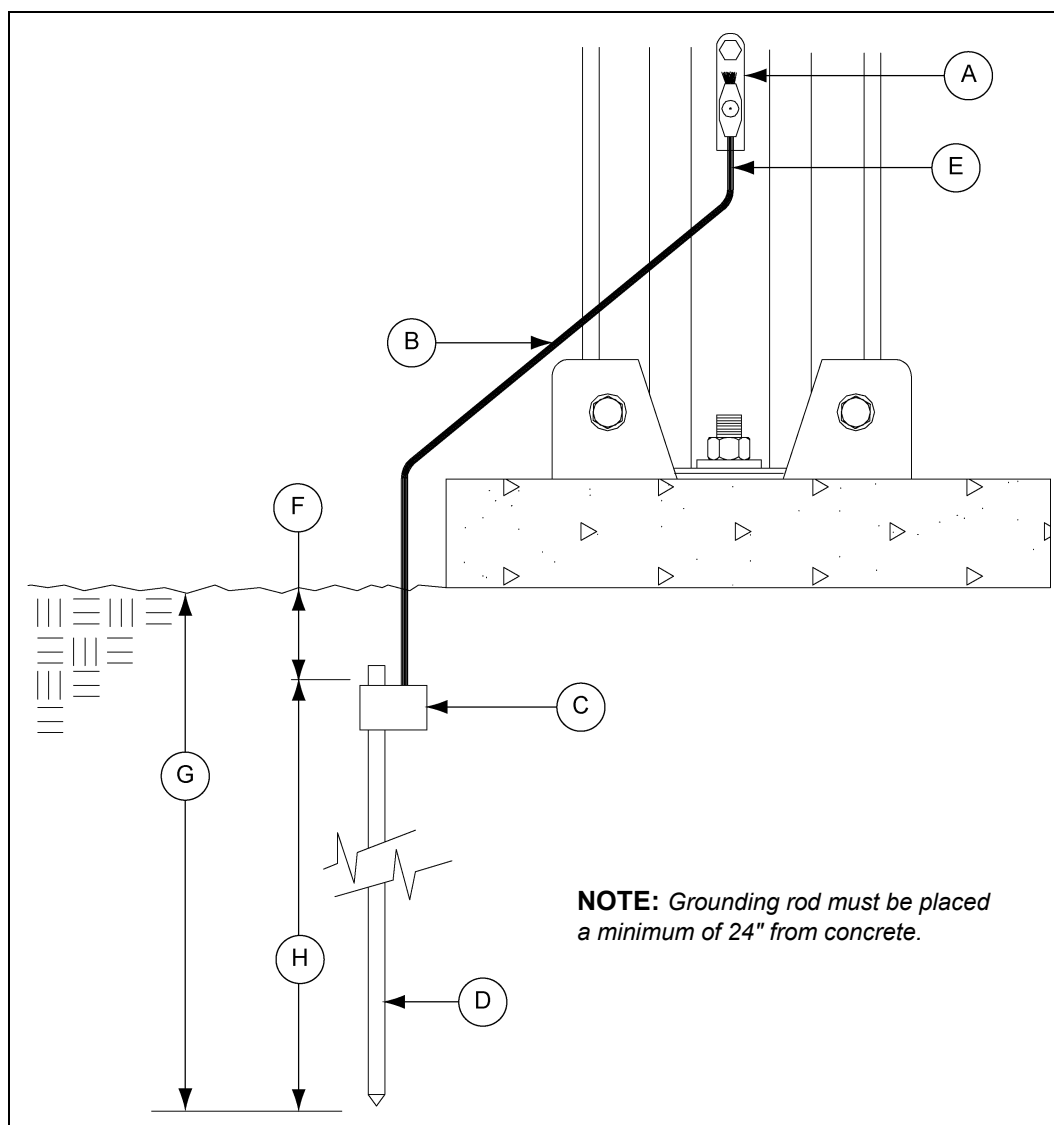 A
E
B
F
C
G
H
D
NOTE: Grounding rod must be placed
a minimum of 24" from concrete.